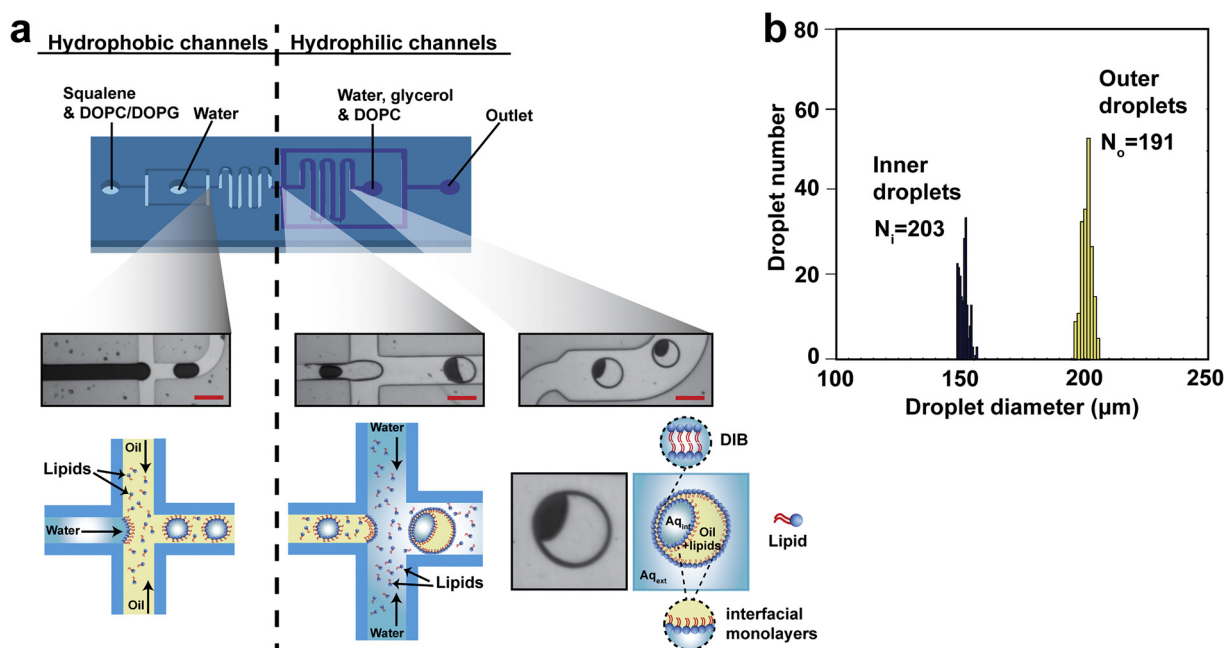 a
Hydrophobic channels
Hydrophilic channels
Squalene
& DOPC/DOPG
Water
Water, glycerol
& DOPC
Outlet
Oil
Lipids
Water
Oil
Water
Lipids
Water
DIB
Aqint
Oil
+lipids
Aqext
Lipid
interfacial
monolayers
b
80
60
40
20
0
Droplet number
Inner
droplets
Ni=203
Outer
droplets
No=191
100
150
200
250
Droplet diameter (µm)